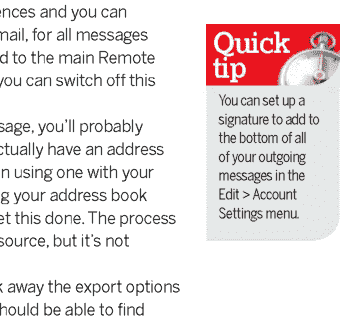 ences and you can
mail, for all messages
d to the main Remote
you can switch off this
sage, you'll probably
ctually have an address
n using one with your
g your address book
et this done. The process
source, but it's not
k away the export options
hould be able to find
Quick
tip
You can set up a
signature to add to
the bottom of all
of your outgoing
messages in the
Edit > Account
Settings menu.